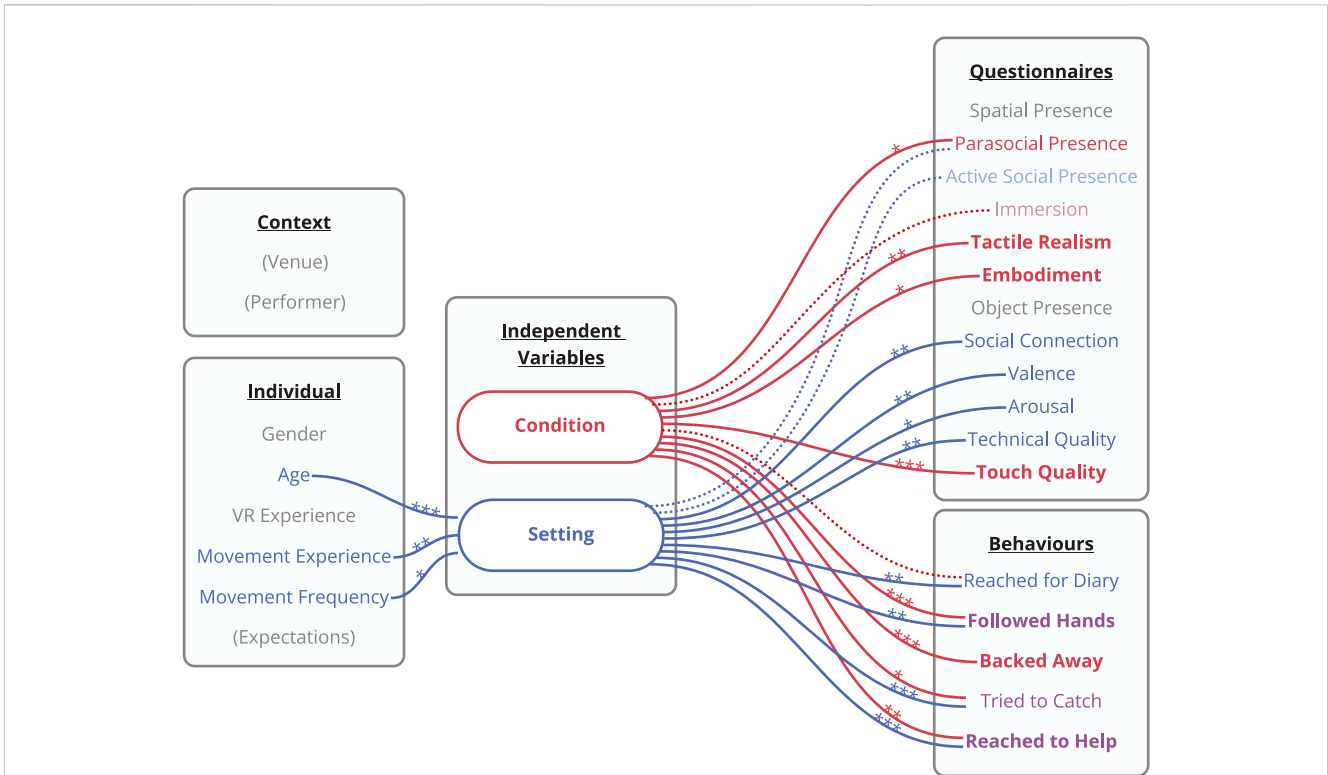 Context
(Venue)
(Performer)
Individual
Gender
Age
VR Experience
Movement Experience
Movement Frequency
(Expectations)
***
**
*
Independent
Variables
Condition
Setting
*
**
*
**
**
*
**
***
**
***
**
***
*
***
**
***
Questionnaires
Spatial Presence
Parasocial Presence
Active Social Presence
Immersion
Tactile Realism
Embodiment
Object Presence
Social Connection
Valence
Arousal
Technical Quality
Touch Quality
Behaviours
Reached for Diary
Followed Hands
Backed Away
Tried to Catch
Reached to Help